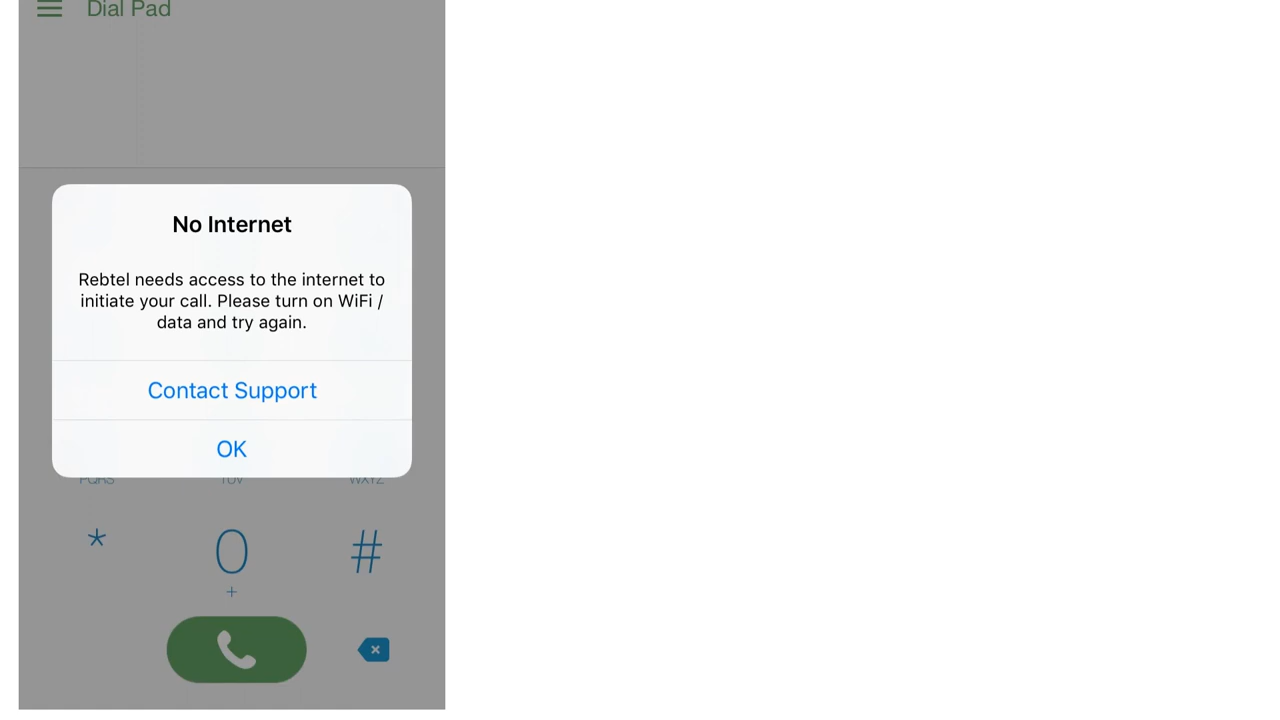 Dial Pad
No Internet
Rebtel needs access to the internet to
initiate your call. Please turn on WiFi /
data and try again.
Contact Support
OK
PQRS TUV WXYZ
* 0 #
+